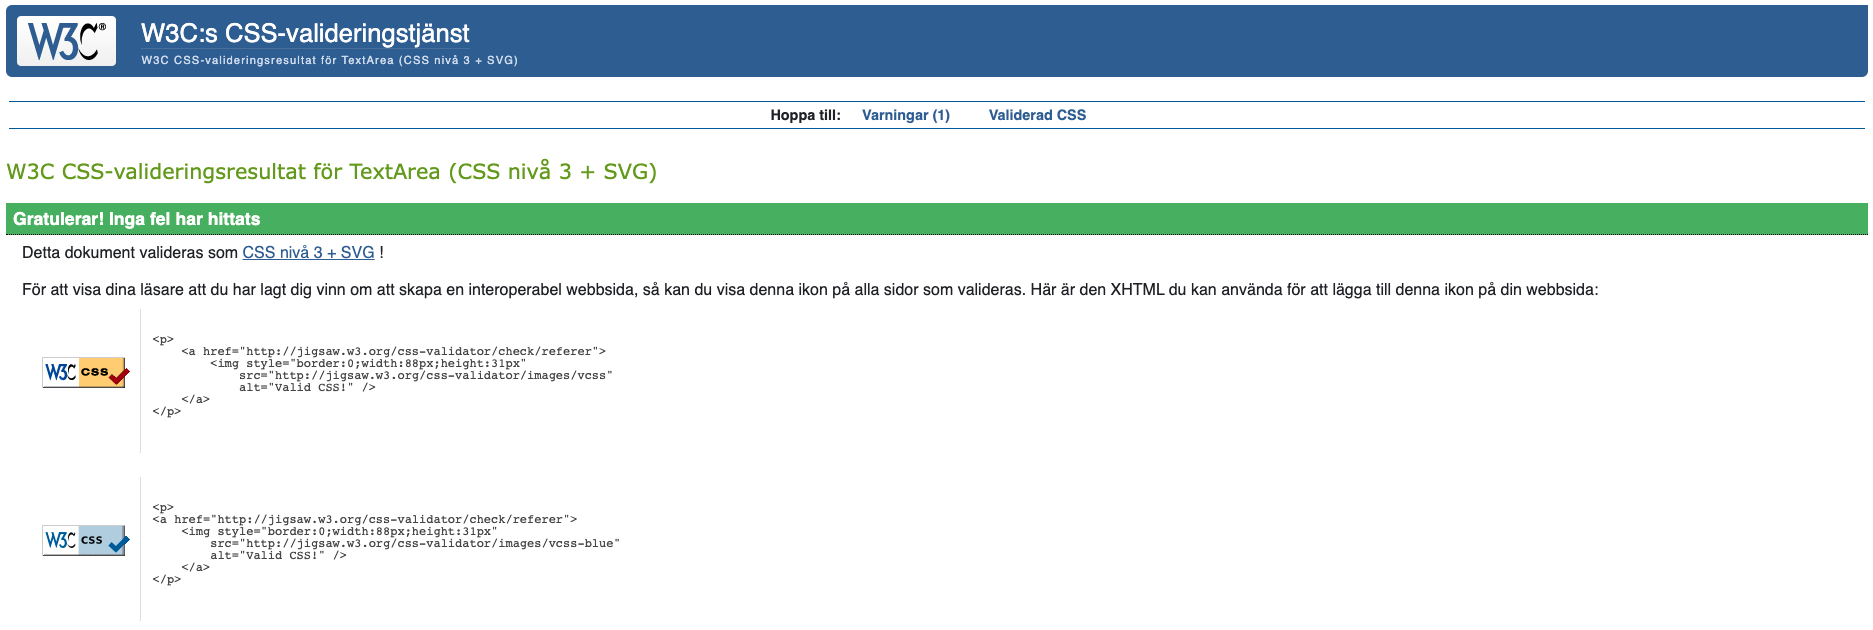 W3C®
W3C:s CSS-valideringstjänst
W3C CSS-valideringsresultat för TextArea (CSS nivå 3 + SVG)
Hoppa till: Varningar (1) Validerad CSS
W3C CSS-valideringsresultat för TextArea (CSS nivå 3 + SVG)
Gratulerar! Inga fel har hittats
Detta dokument valideras som CSS nivå 3 + SVG !
För att visa dina läsare att du har lagt dig vinn om att skapa en interoperabel webbsida, så kan du visa denna ikon på alla sidor som valideras. Här är den XHTML du kan använda för att lägga till denna ikon på din webbsida:
W3C css
<p>
    <a href="http://jigsaw.w3.org/css-validator/check/referer">
        <img style="border:0;width:88px;height:31px"
            src="http://jigsaw.w3.org/css-validator/images/vcss"
            alt="Valid CSS!" />
    </a>
</p>
W3C css
<p>
<a href="http://jigsaw.w3.org/css-validator/check/referer">
    <img style="border:0;width:88px;height:31px"
        src="http://jigsaw.w3.org/css-validator/images/vcss-blue"
        alt="Valid CSS!" />
    </a>
</p>